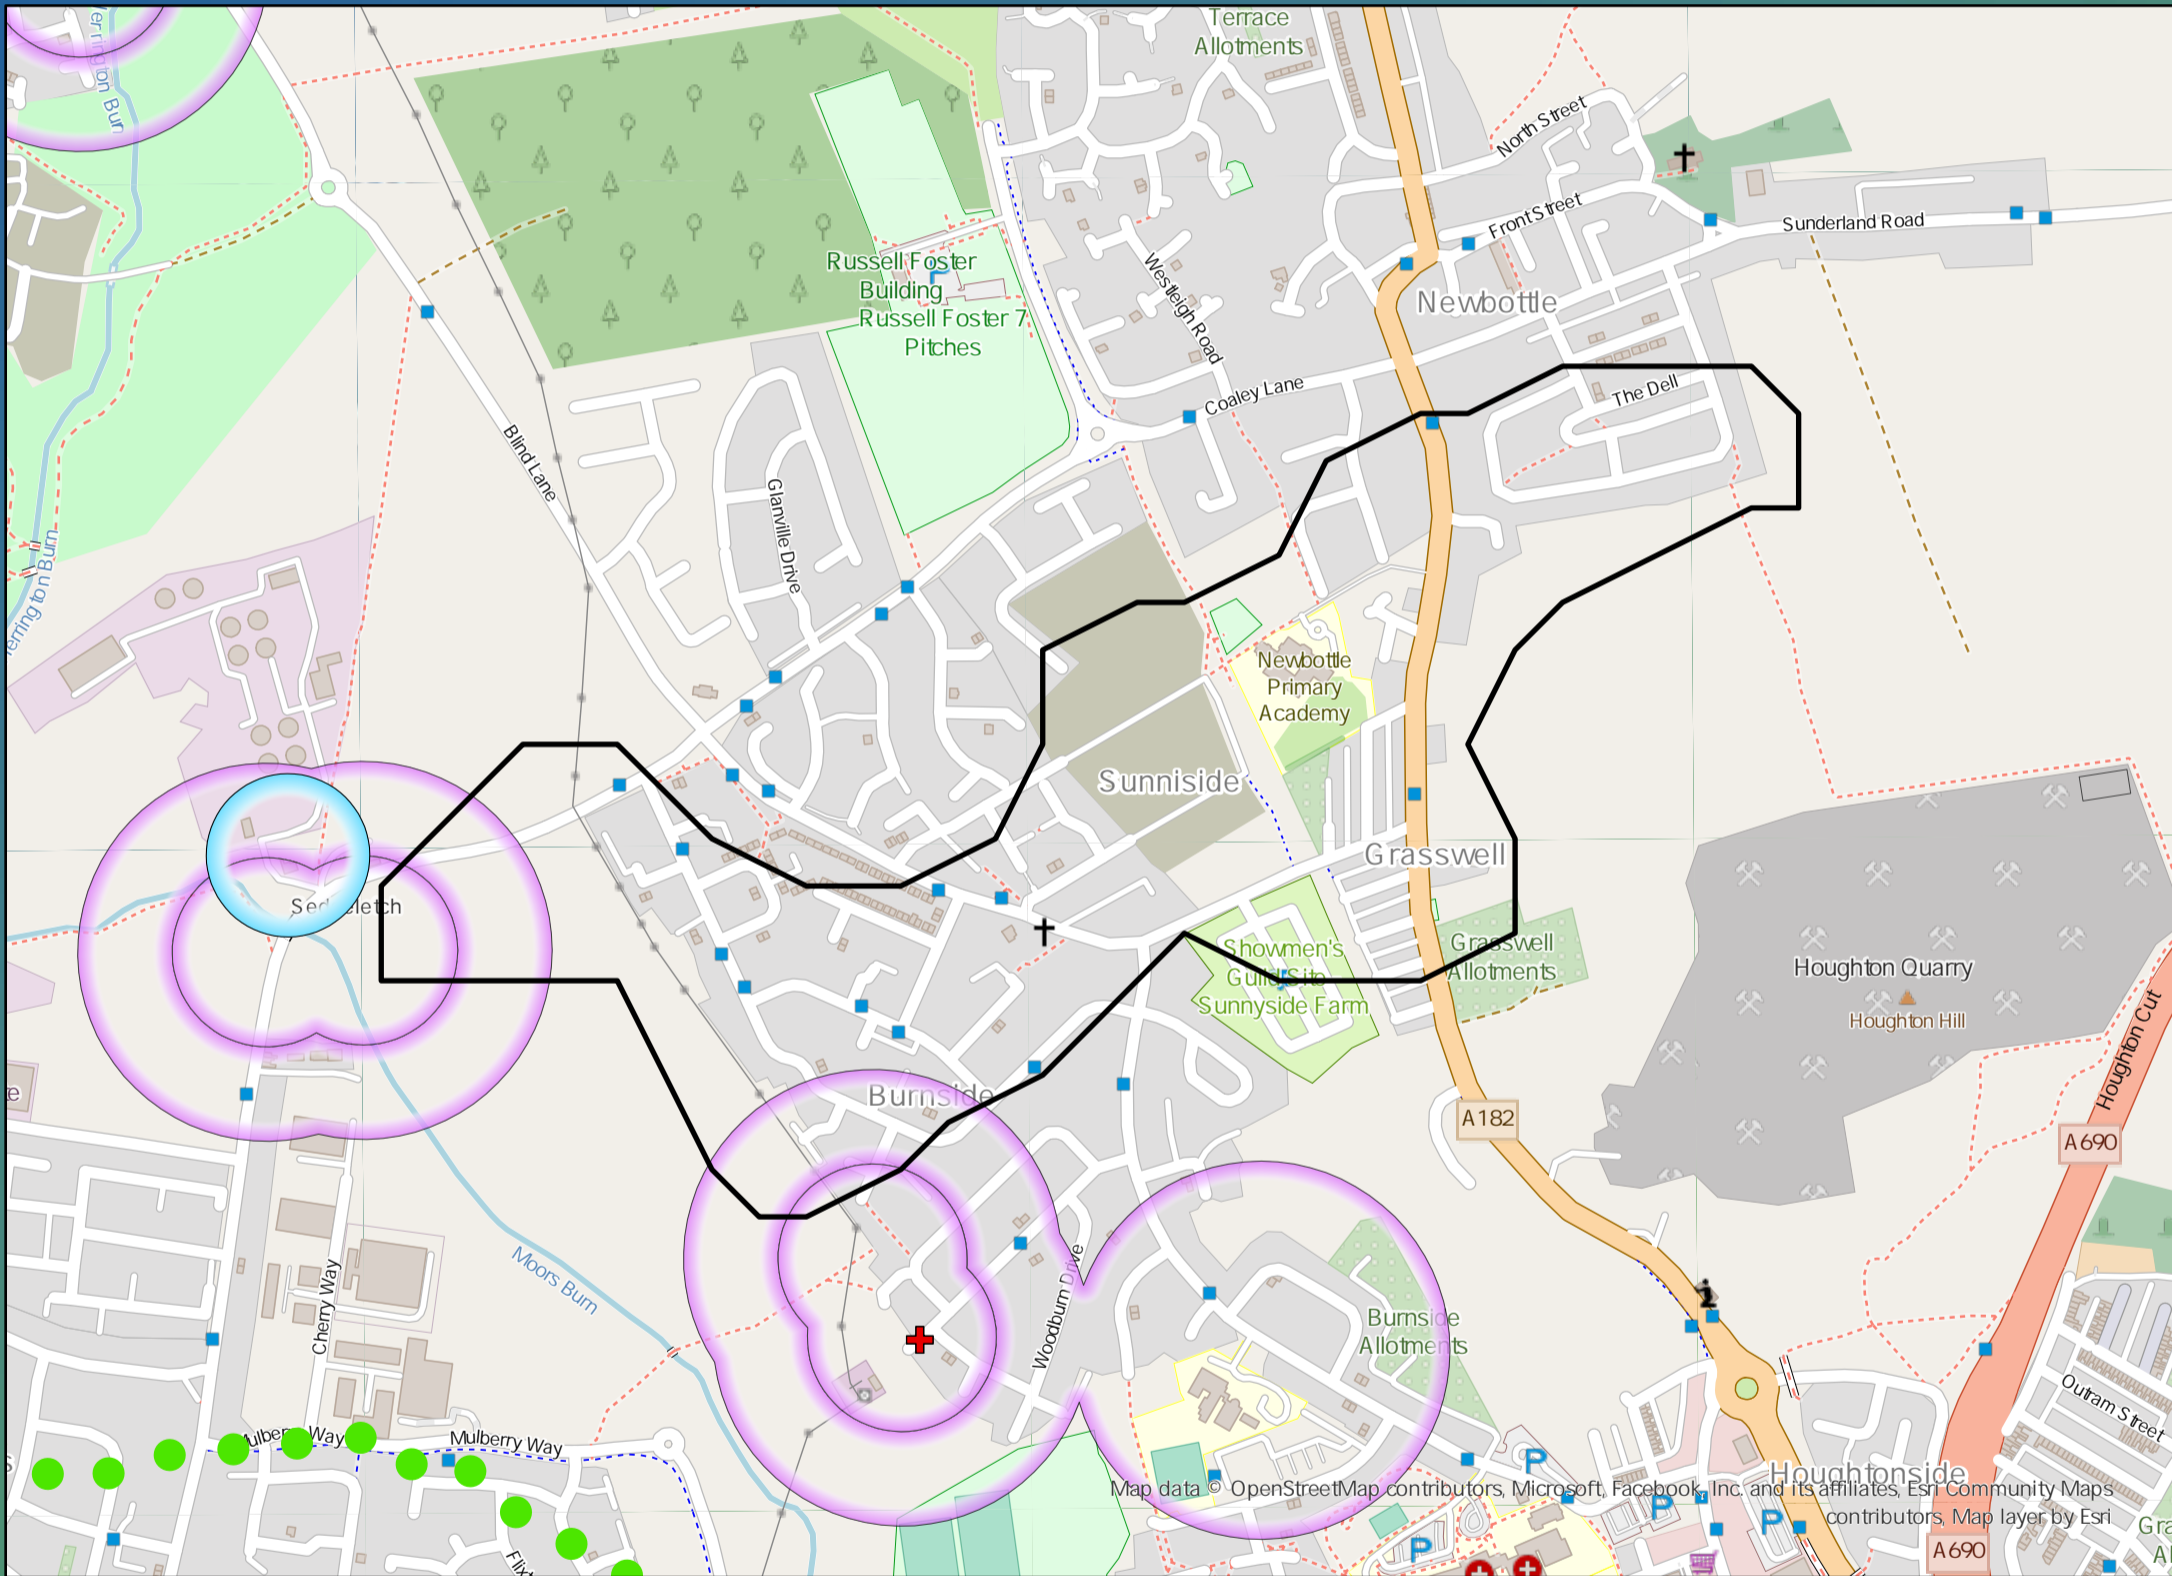 Terrace
Allotments
North Street
Front Street
Sunderland Road
Newbottle
Westleigh Road
Russell Foster
Building
Russell Foster 7
Pitches
Coaley Lane
The Dell
Blind Lane
Glanville Drive
Newbottle
Primary
Academy
Sunniside
Grasswell
Showmen's
Guild Site
Sunnyside Farm
Grasswell
Allotments
Houghton Quarry
Houghton Hill
Houghton Cut
Burnside
A182
A690
Moors Burn
Cherry Way
Woodburn Drive
Burnside
Allotments
Outram Street
Mulberry Way
Mulberry Way
Houghtonside
Map data © OpenStreetMap contributors, Microsoft, Facebook, Inc. and its affiliates, Esri Community Maps
contributors, Map layer by Esri
A690